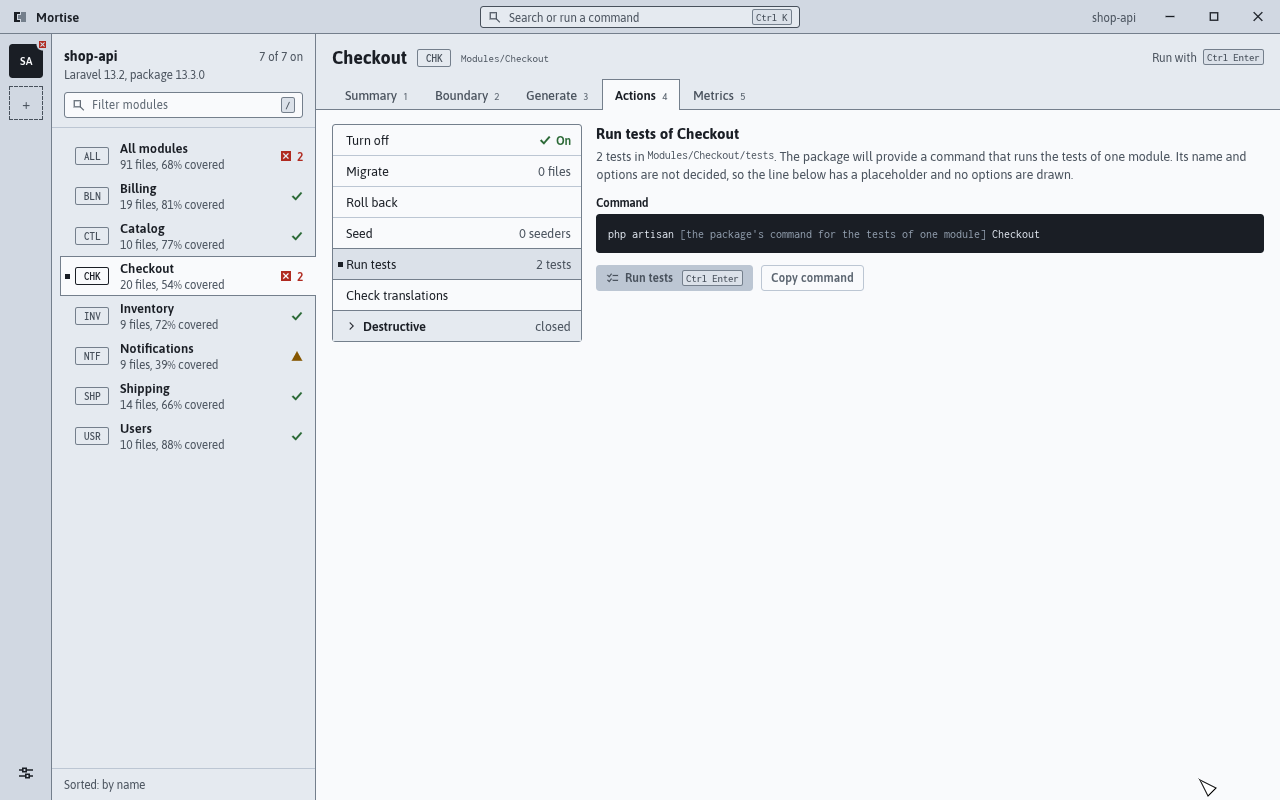 Mortise
Search or run a command
Ctrl K
shop-api
SA
+
shop-api
7 of 7 on
Laravel 13.2, package 13.3.0
Filter modules
/
ALL
All modules
91 files, 68% covered
2
BLN
Billing
19 files, 81% covered
CTL
Catalog
10 files, 77% covered
CHK
Checkout
20 files, 54% covered
2
INV
Inventory
9 files, 72% covered
NTF
Notifications
9 files, 39% covered
SHP
Shipping
14 files, 66% covered
USR
Users
10 files, 88% covered
Sorted: by name
Checkout
CHK
Modules/Checkout
Run with
Ctrl Enter
Summary 1
Boundary 2
Generate 3
Actions 4
Metrics 5
Turn off
On
Migrate
0 files
Roll back
Seed
0 seeders
Run tests
2 tests
Check translations
Destructive
closed
Run tests of Checkout
2 tests in Modules/Checkout/tests. The package will provide a command that runs the tests of one module. Its name and
options are not decided, so the line below has a placeholder and no options are drawn.
Command
php artisan [the package's command for the tests of one module] Checkout
Run tests
Ctrl Enter
Copy command